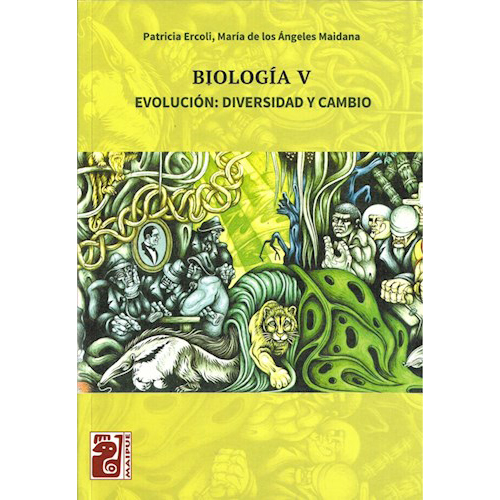 Patricia Ercoli, María de los Ángeles Maidana
BIOLOGÍA V
EVOLUCIÓN: DIVERSIDAD Y CAMBIO
MAIPUE